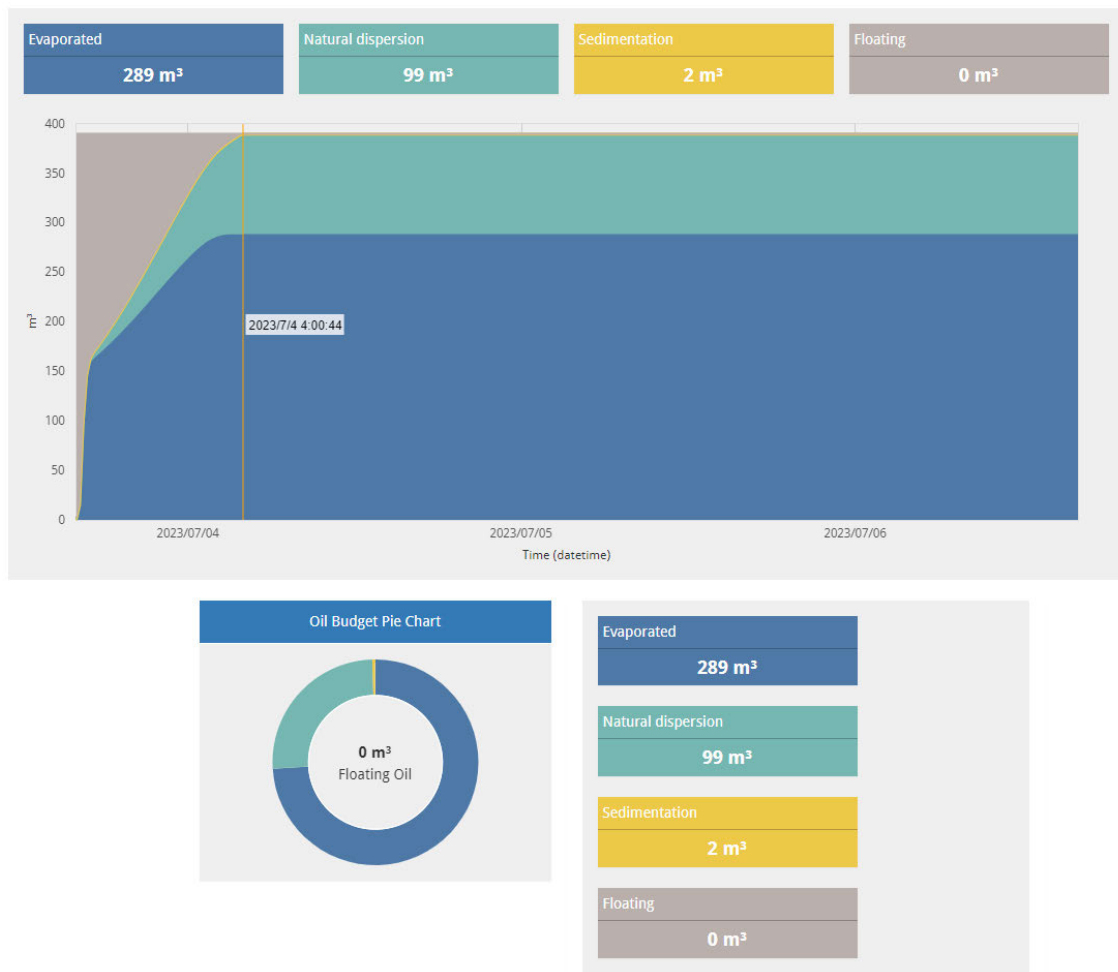 Evaporated
289 m³
Natural dispersion
99 m³
Sedimentation
2 m³
Floating
0 m³
400
350
300
250
200
150
100
50
0
m³
2023/7/4 4:00:44
2023/07/04
2023/07/05
2023/07/06
Time (datetime)
Oil Budget Pie Chart
0 m³
Floating Oil
Evaporated
289 m³
Natural dispersion
99 m³
Sedimentation
2 m³
Floating
0 m³